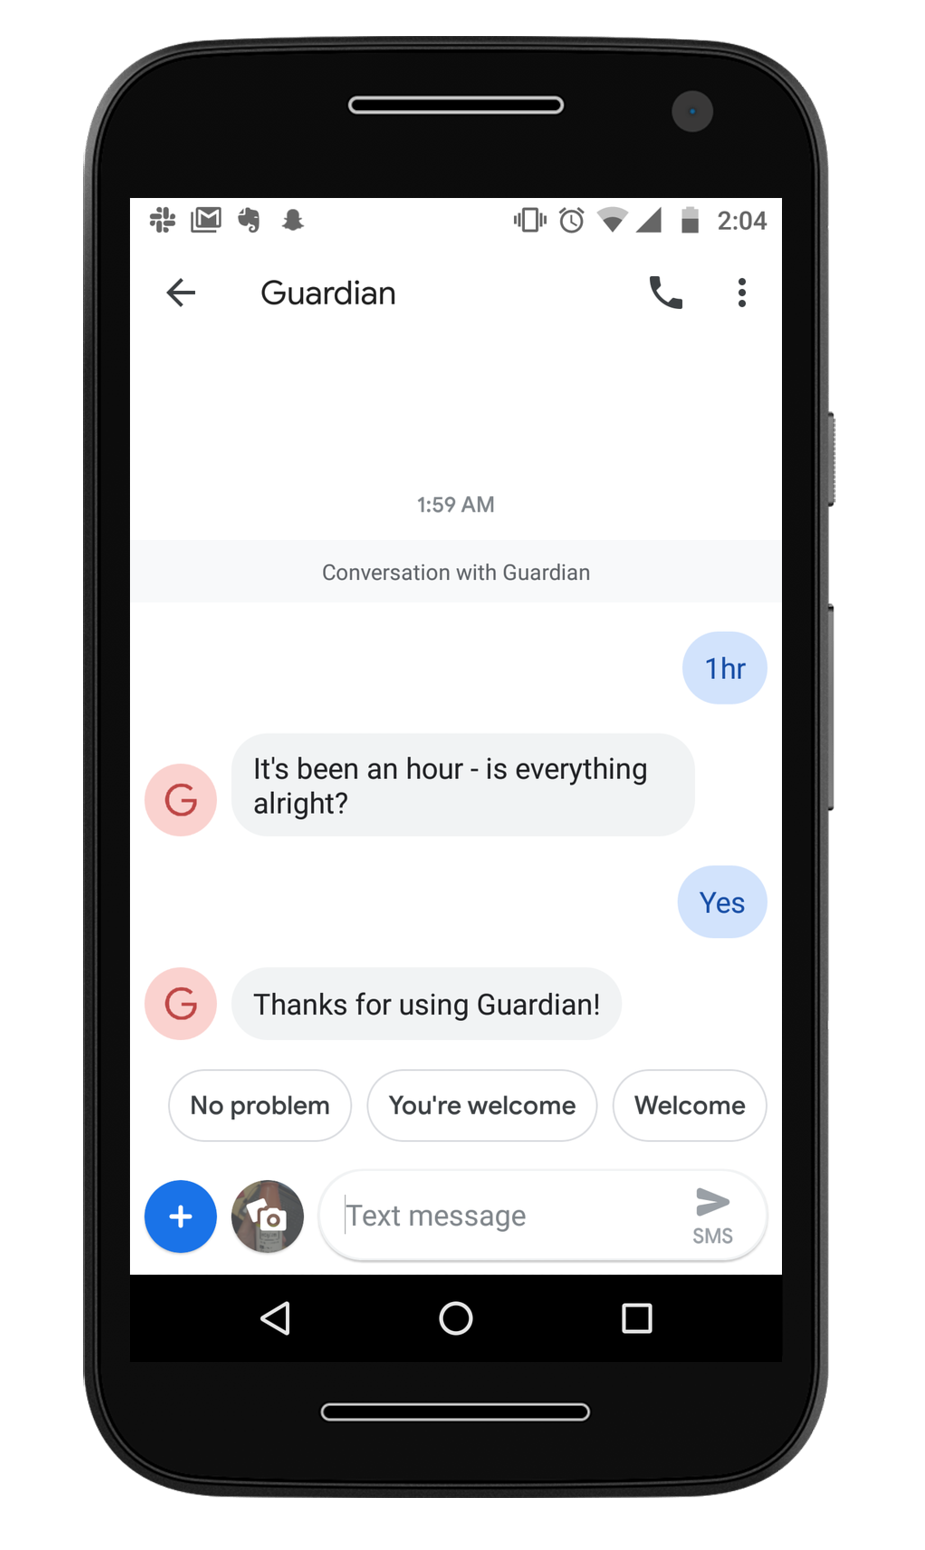 2:04
Guardian
1:59 AM
Conversation with Guardian
1hr
It's been an hour - is everything
alright?
G
Yes
G
Thanks for using Guardian!
No problem
You're welcome
Welcome
Text message
SMS